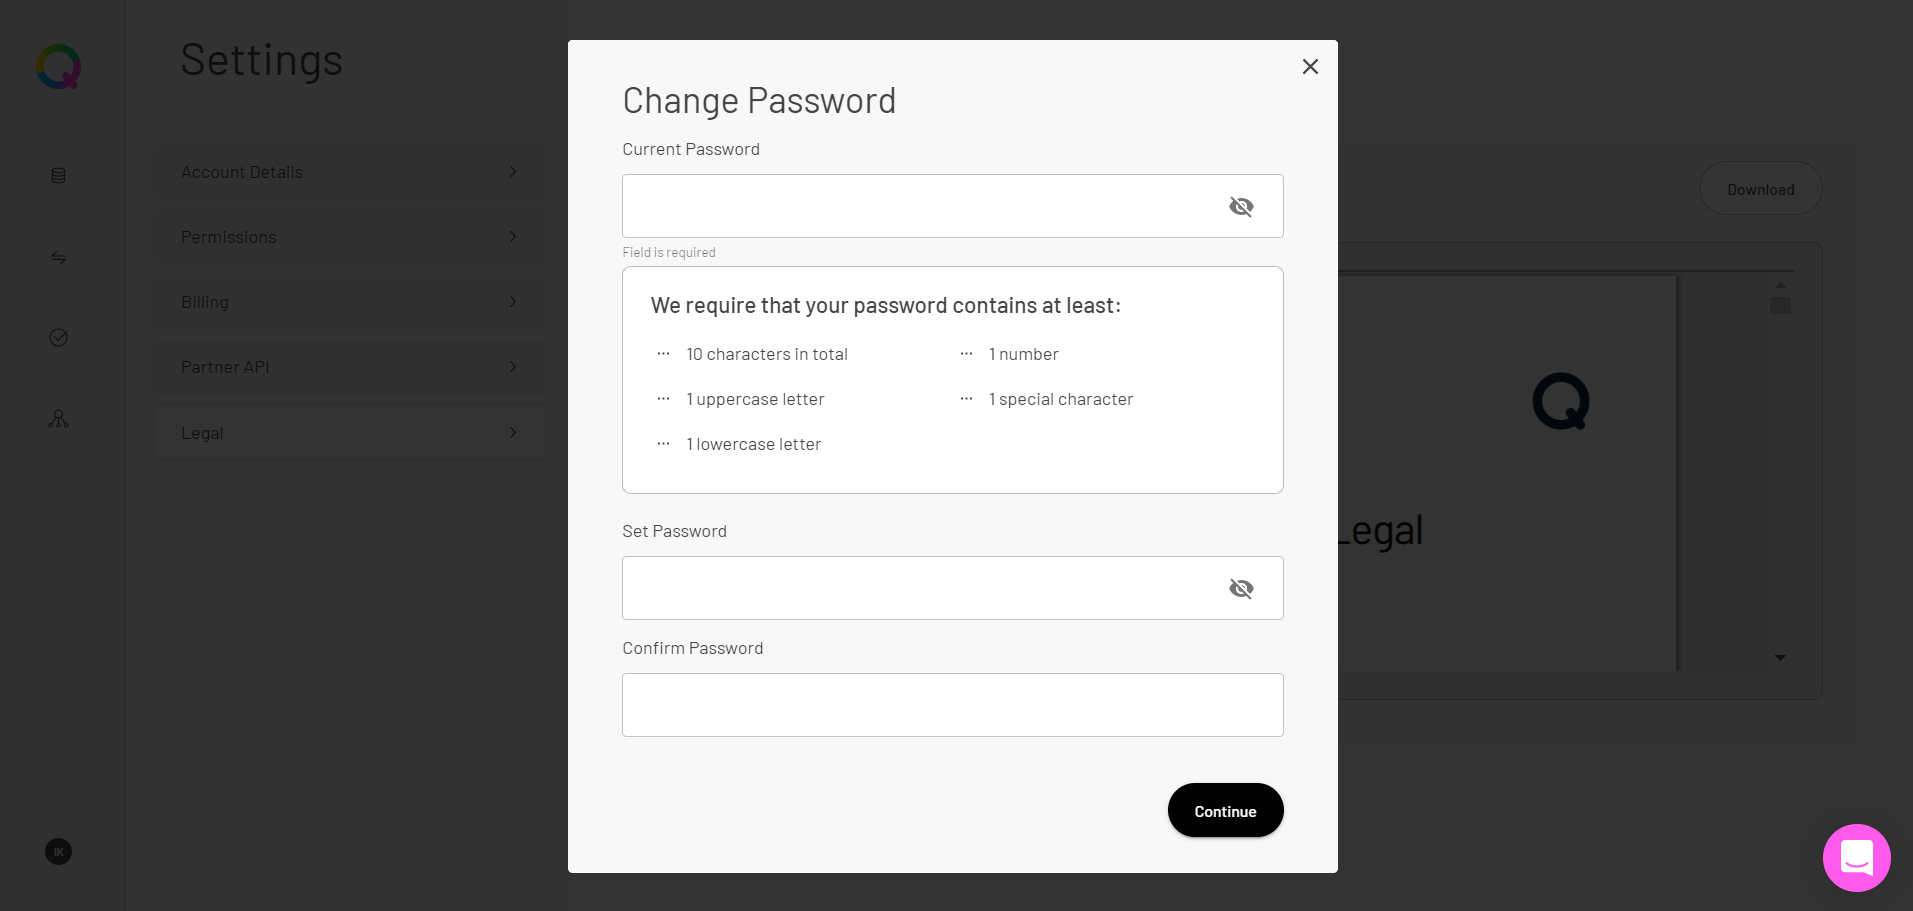 Settings
Account Details
Permissions
Billing
Partner API
Legal
IK
Change Password
Current Password
Field is required
We require that your password contains at least:
10 characters in total
1 number
1 uppercase letter
1 special character
1 lowercase letter
Set Password
Confirm Password
Continue
Download
Legal